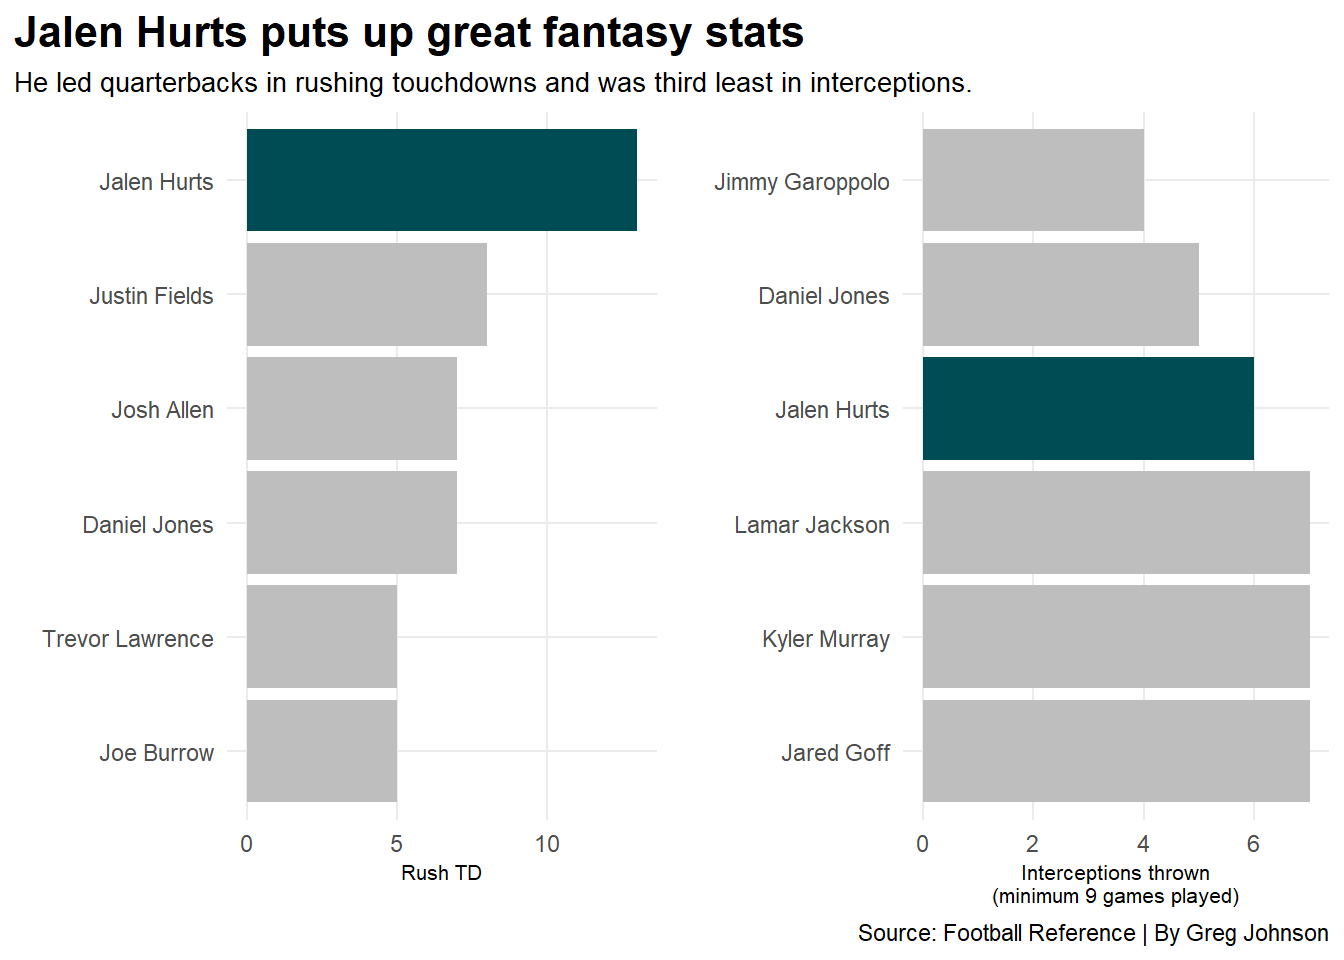 Jalen Hurts puts up great fantasy stats
He led quarterbacks in rushing touchdowns and was third least in interceptions.
Jalen Hurts
Justin Fields
Josh Allen
Daniel Jones
Trevor Lawrence
Joe Burrow
0 5 10
Rush TD
Jimmy Garoppolo
Daniel Jones
Jalen Hurts
Lamar Jackson
Kyler Murray
Jared Goff
0 2 4 6
Interceptions thrown
(minimum 9 games played)
Source: Football Reference | By Greg Johnson